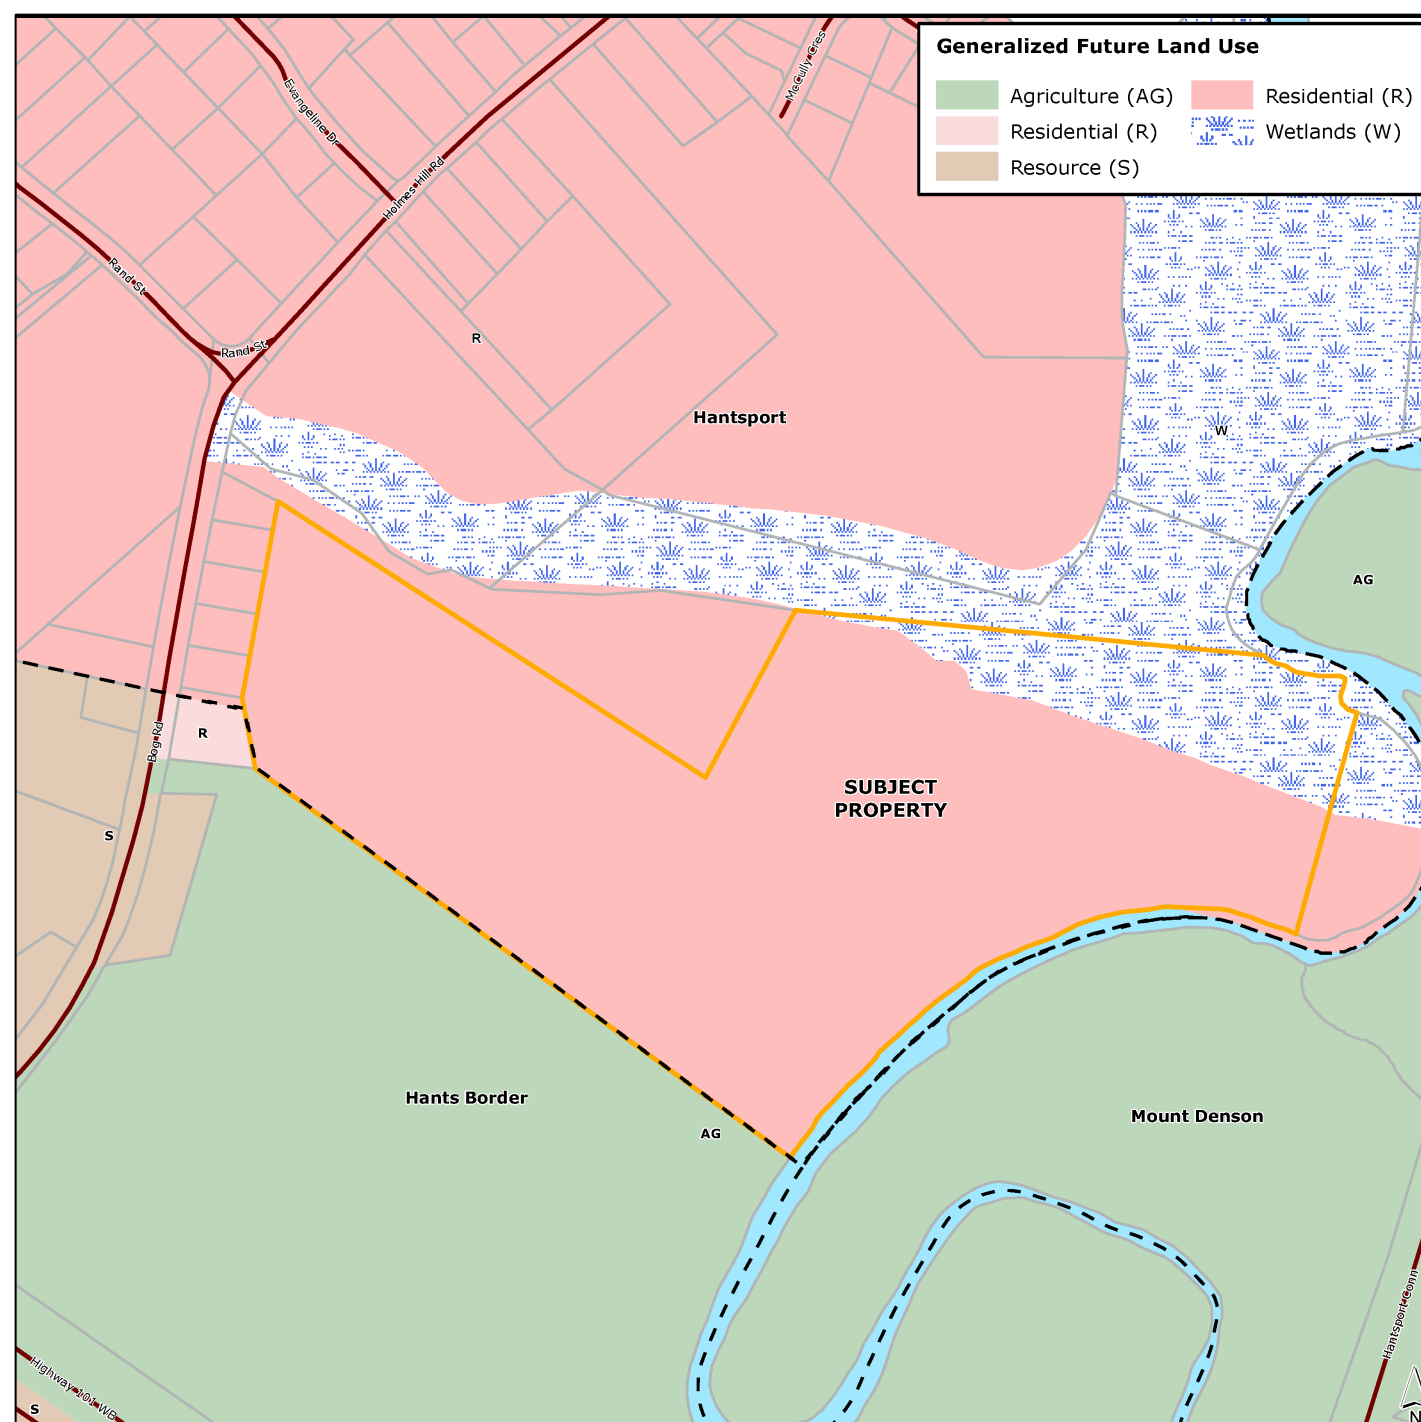 Generalized Future Land Use
Agriculture (AG)
Residential (R)
Residential (R)
Wetlands (W)
Resource (S)
McCully Cres
Evangeline Dr
Holmes Hill Rd
Rand St
Rand St
R
Hantsport
W
AG
R
Bog Rd
SUBJECT
PROPERTY
S
Hants Border
AG
Mount Denson
Hantsport Conn
Highway 101 WB
S
N